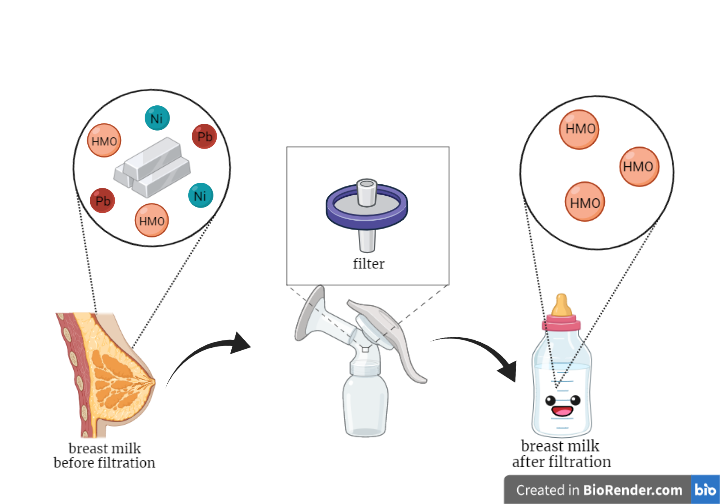 Ni
HMO
Pb
Pb
Ni
HMO
HMO
HMO
HMO
filter
breast milk
before filtration
breast milk
after filtration
Created in BioRender.com bio